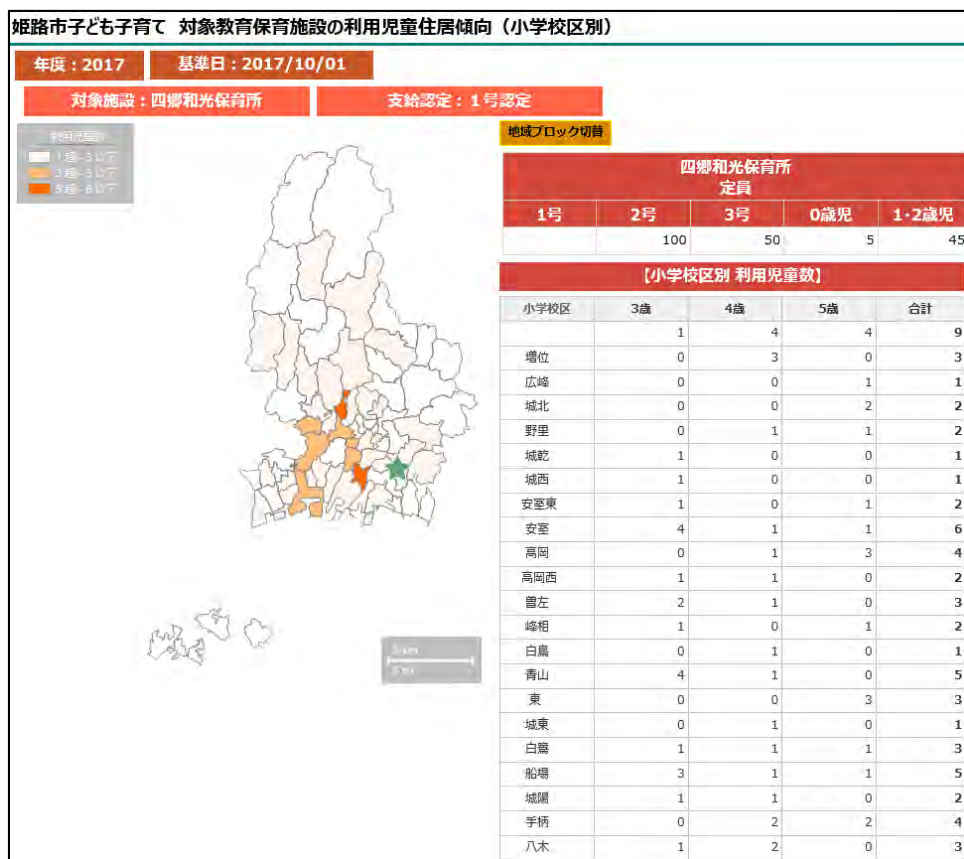 姫路市子ども子育て 対象教育保育施設の利用児童住居傾向（小学校区別）
年度：2017 基準日：2017/10/01
対象施設：四郷和光保育所 支給認定：１号認定
利用児童数
地域ブロック切替
四郷和光保育所
定員
1号 2号 3号 0歳児 1･2歳児
100 50 5 45
【小学校区別 利用児童数】
小学校区 3歳 4歳 5歳 合計
1 4 4 9
増位 0 3 0 3
広峰 0 0 1 1
城北 0 0 2 2
野里 0 1 1 2
城乾 1 0 0 1
城西 1 0 0 1
安室東 1 0 1 2
安室 4 1 1 6
高岡 0 1 3 4
高岡西 1 1 0 2
曽左 2 1 0 3
峰相 1 0 1 2
白鳥 0 1 0 1
青山 4 1 0 5
東 0 0 3 3
城東 0 1 0 1
白鷺 1 1 1 3
船場 3 1 1 5
城陽 1 1 0 2
手柄 0 2 2 4
八木 1 2 0 3